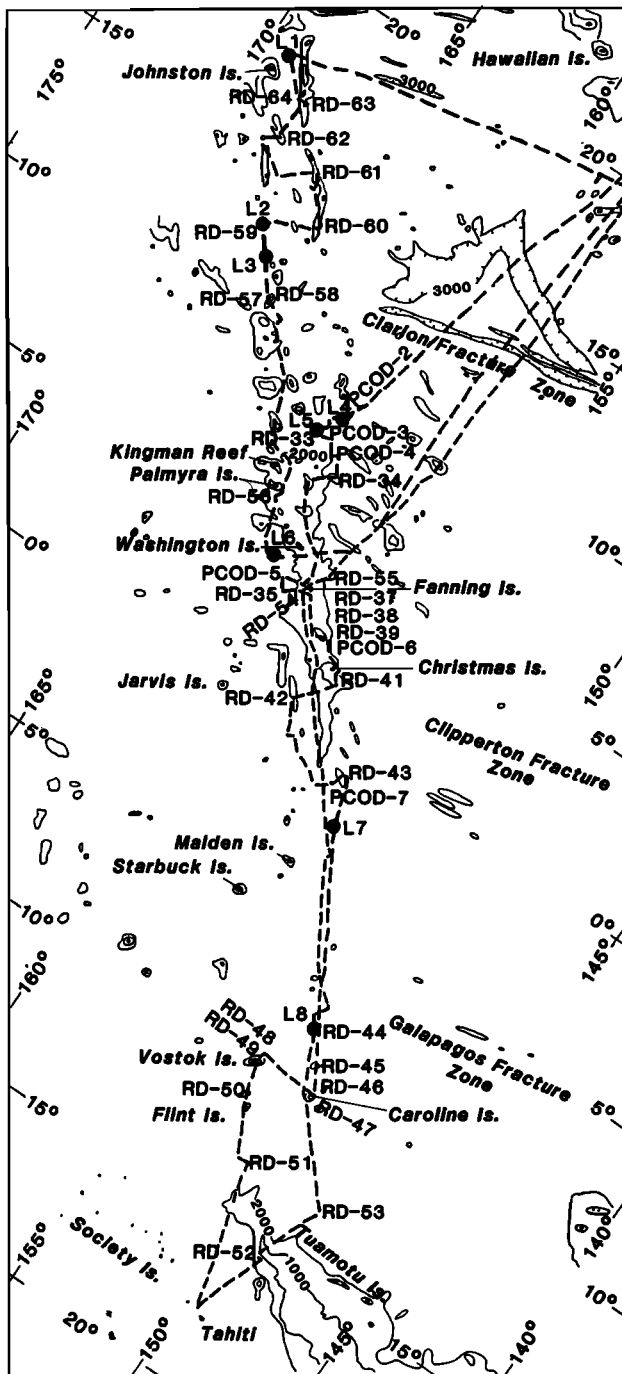 15°
170°
L1
20°
165°
Hawaiian Is.
175°
Johnston Is.
RD-64
3000
RD-63
160°
RD-62
10°
20°
RD-61
L2
RD-59
RD-60
L3
RD-57
RD-58
3000
Clarion/Fracture
Zone
5°
15°
155°
PCOD-2
170°
L5
L4
RD-33
PCOD-3
Kingman Reef
2000
PCOD-4
Palmyra Is.
RD-34
RD-56
0°
Washington Is.
L6
10°
PCOD-5
RD-55
Fanning Is.
RD-35
RD-37
RD-54
RD-38
RD-39
PCOD-6
Christmas Is.
150°
Jarvis Is.
RD-41
RD-42
165°
5°
Clipperton Fracture
Zone
5°
RD-43
PCOD-7
L7
Malden Is.
Starbuck Is.
10°
0°
145°
160°
RD-48
L8
RD-49
RD-44
Galapagos Fracture
Zone
Vostok Is.
RD-45
RD-50
RD-46
15°
Flint Is.
RD-47
Caroline Is.
5°
RD-51
RD-53
2000
140°
Society Is.
RD-52
Tuamotu Is.
155°
1000
10°
Tahiti
20°
150°
145°
15°
140°